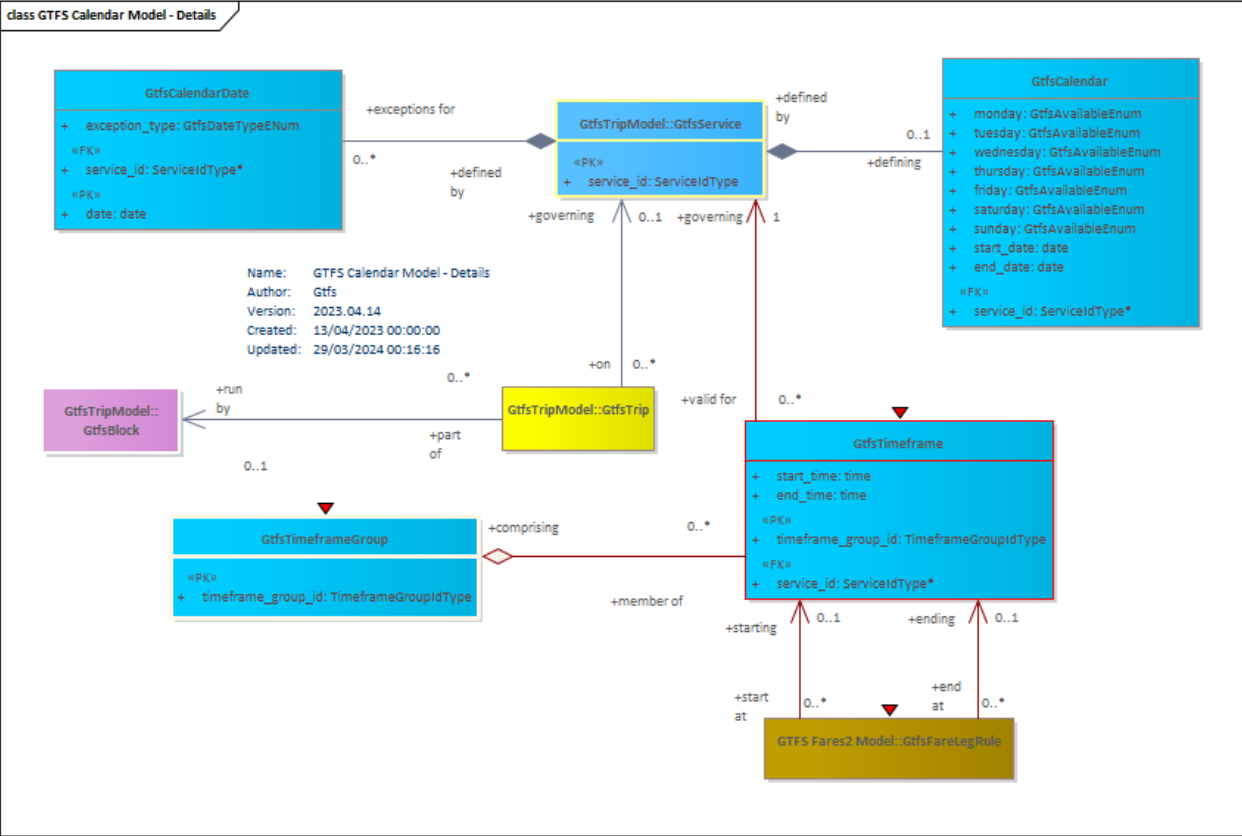 class GTFS Calendar Model - Details
GtfsCalendarDate
+ exception_type: GtfsDateTypeENum
«FK»
+ service_id: ServiceIdType*
«PK»
+ date: date
+exceptions for
0..*
+defined
by
GtfsTripModel::GtfsService
«PK»
+ service_id: ServiceIdType
+defined
by
0..1
+defining
GtfsCalendar
+ monday: GtfsAvailableEnum
+ tuesday: GtfsAvailableEnum
+ wednesday: GtfsAvailableEnum
+ thursday: GtfsAvailableEnum
+ friday: GtfsAvailableEnum
+ saturday: GtfsAvailableEnum
+ sunday: GtfsAvailableEnum
+ start_date: date
+ end_date: date
«FK»
+ service_id: ServiceIdType*
+governing
0..1
+governing
1
Name: GTFS Calendar Model - Details
Author: Gtfs
Version: 2023.04.14
Created: 13/04/2023 00:00:00
Updated: 29/03/2024 00:16:16
+on
0..*
+valid for
0..*
GtfsTripModel::
GtfsBlock
+run
by
0..*
GtfsTripModel::GtfsTrip
+part
of
0..1
GtfsTimeframe
+ start_time: time
+ end_time: time
«PK»
+ timeframe_group_id: TimeframeGroupIdType
«FK»
+ service_id: ServiceIdType*
GtfsTimeframeGroup
«PK»
+ timeframe_group_id: TimeframeGroupIdType
+comprising
0..*
+member of
+starting
0..1
+ending
0..1
+start
at
0..*
+end
at
0..*
GTFS Fares2 Model::GtfsFareLegRule